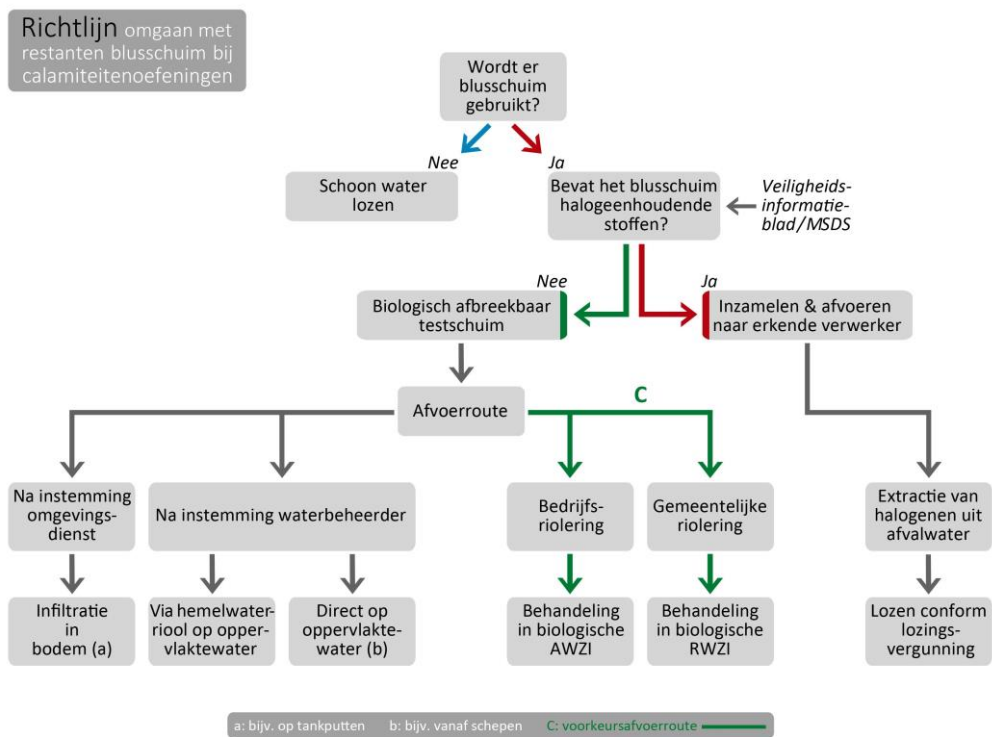 Richtlijn omgaan met
restanten blusschuim bij
calamiteitenoefeningen
Wordt er
blusschuim
gebruikt?
Nee
Ja
Schoon water
lozen
Bevat het blusschuim
halogeenhoudende
stoffen?
Veiligheids-
informatie-
blad/MSDS
Nee
Ja
Biologisch afbreekbaar
testschuim
Inzamelen & afvoeren
naar erkende verwerker
Afvoerroute
C
Na instemming
omgevings-
dienst
Na instemming waterbeheerder
Bedrijfs-
riolering
Gemeentelijke
riolering
Extractie van
halogenen uit
afvalwater
Infiltratie
in
bodem (a)
Via hemelwater-
riool op opper-
vlaktewater
Direct op
oppervlakte-
water (b)
Behandeling
in biologische
AWZI
Behandeling
in biologische
RWZI
Lozen conform
lozings-
vergunning
a: bijv. op tankputten b: bijv. vanaf schepen C: voorkeursafvoerroute